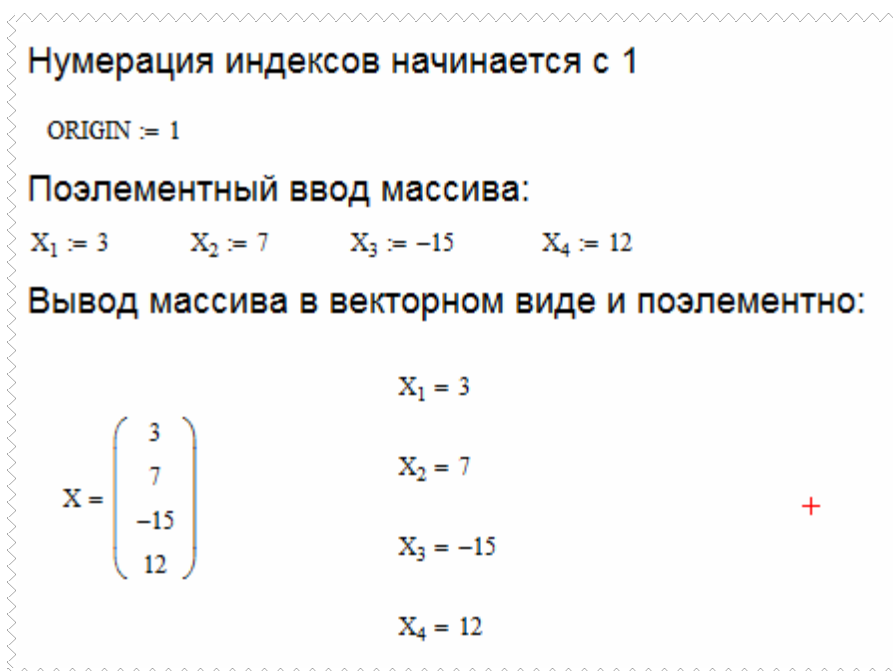 Нумерация индексов начинается с 1
ORIGIN := 1
Поэлементный ввод массива:
X₁ := 3 X₂ := 7 X₃ := −15 X₄ := 12
Вывод массива в векторном виде и поэлементно:
X₁ = 3
3
7
X₂ = 7
X =
−15
X₃ = −15
12
X₄ = 12